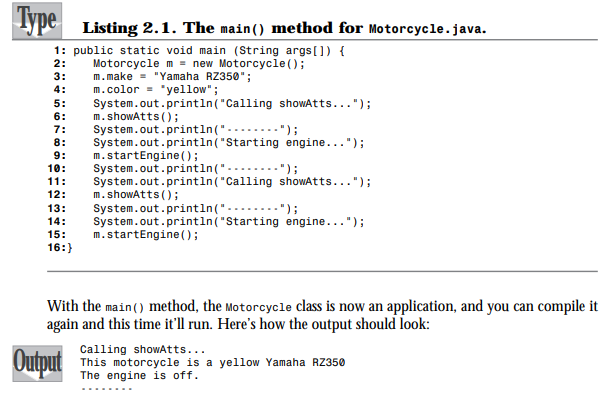 Type
Listing 2.1. The main() method for Motorcycle.java.
1: public static void main (String args[]) {
2:    Motorcycle m = new Motorcycle();
3:    m.make = "Yamaha RZ350";
4:    m.color = "yellow";
5:    System.out.println("Calling showAtts...");
6:    m.showAtts();
7:    System.out.println("--------");
8:    System.out.println("Starting engine...");
9:    m.startEngine();
10:    System.out.println("--------");
11:    System.out.println("Calling showAtts...");
12:    m.showAtts();
13:    System.out.println("--------");
14:    System.out.println("Starting engine...");
15:    m.startEngine();
16:}
With the main() method, the Motorcycle class is now an application, and you can compile it
again and this time it'll run. Here's how the output should look:
Output
Calling showAtts...
This motorcycle is a yellow Yamaha RZ350
The engine is off.
--------